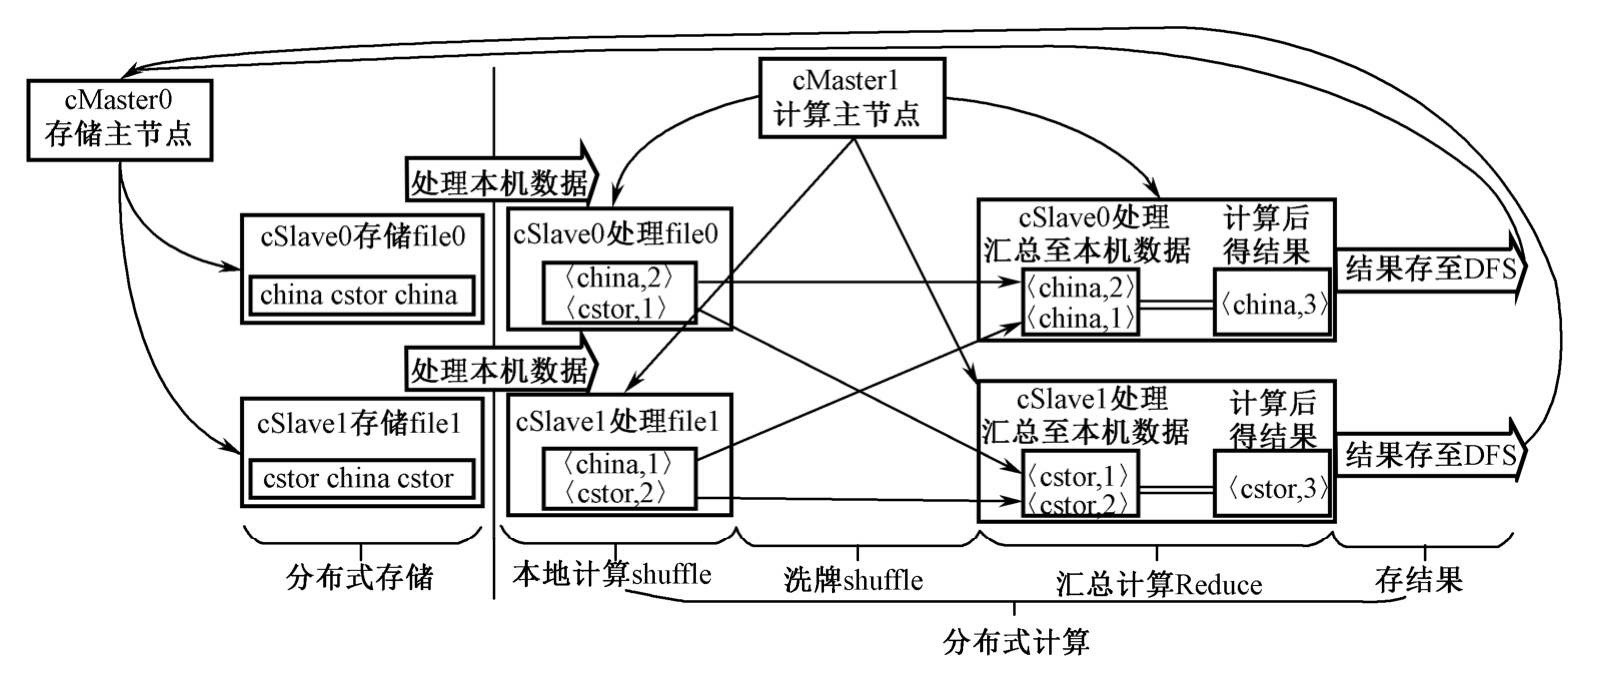 cMaster0
存储主节点
cMaster1
计算主节点
处理本机数据
cSlave0存储file0
china cstor china
cSlave0处理file0
〈china,2〉
〈cstor,1〉
cSlave0处理
汇总至本机数据
〈china,2〉
〈china,1〉
计算后
得结果
〈china,3〉
结果存至DFS
处理本机数据
cSlave1存储file1
cstor china cstor
cSlave1处理file1
〈china,1〉
〈cstor,2〉
cSlave1处理
汇总至本机数据
〈cstor,1〉
〈cstor,2〉
计算后
得结果
〈cstor,3〉
结果存至DFS
分布式存储
本地计算shuffle
洗牌shuffle
汇总计算Reduce
存结果
分布式计算